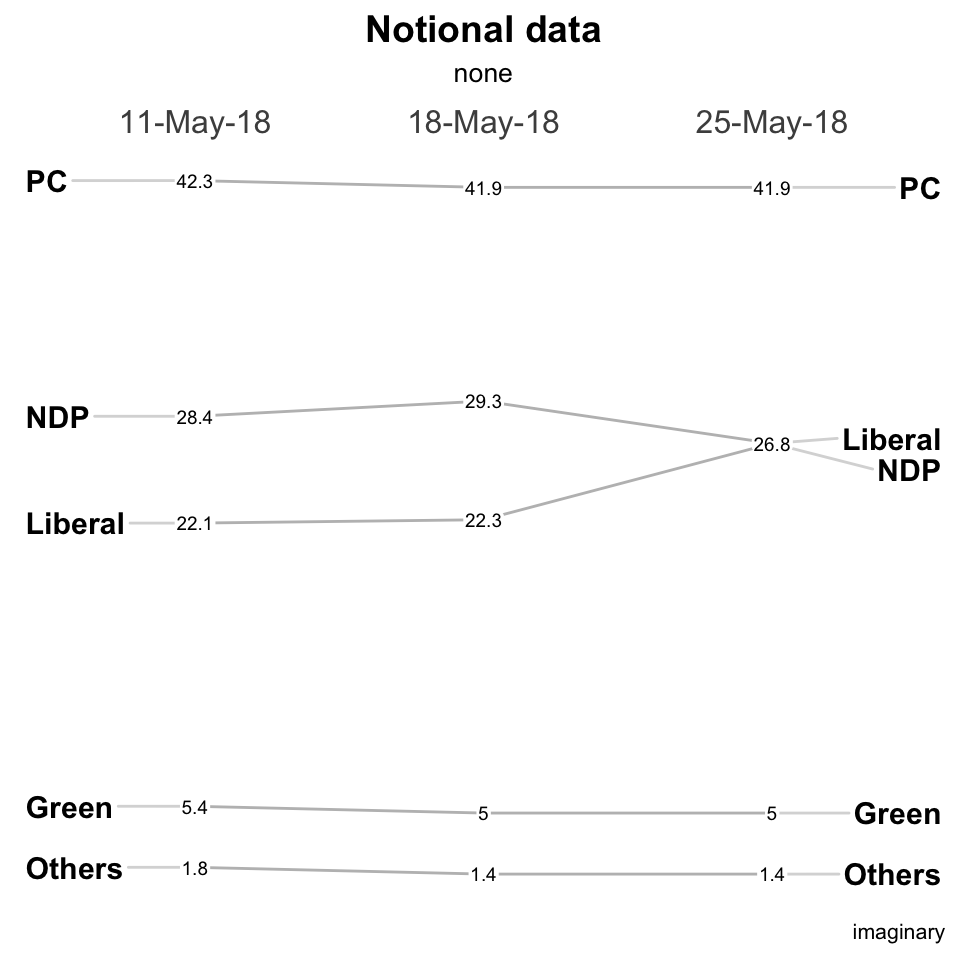 Notional data
none
11-May-18 18-May-18 25-May-18
PC 42.3 41.9 41.9 PC
NDP 28.4 29.3 26.8 Liberal
NDP
Liberal 22.1 22.3
Green 5.4 5 5 Green
Others 1.8 1.4 1.4 Others
imaginary